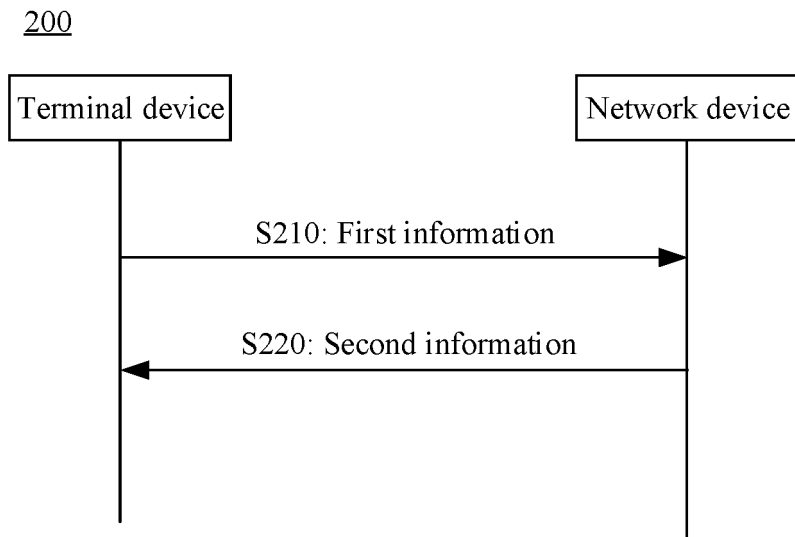 200
Terminal device
Network device
S210: First information
S220: Second information